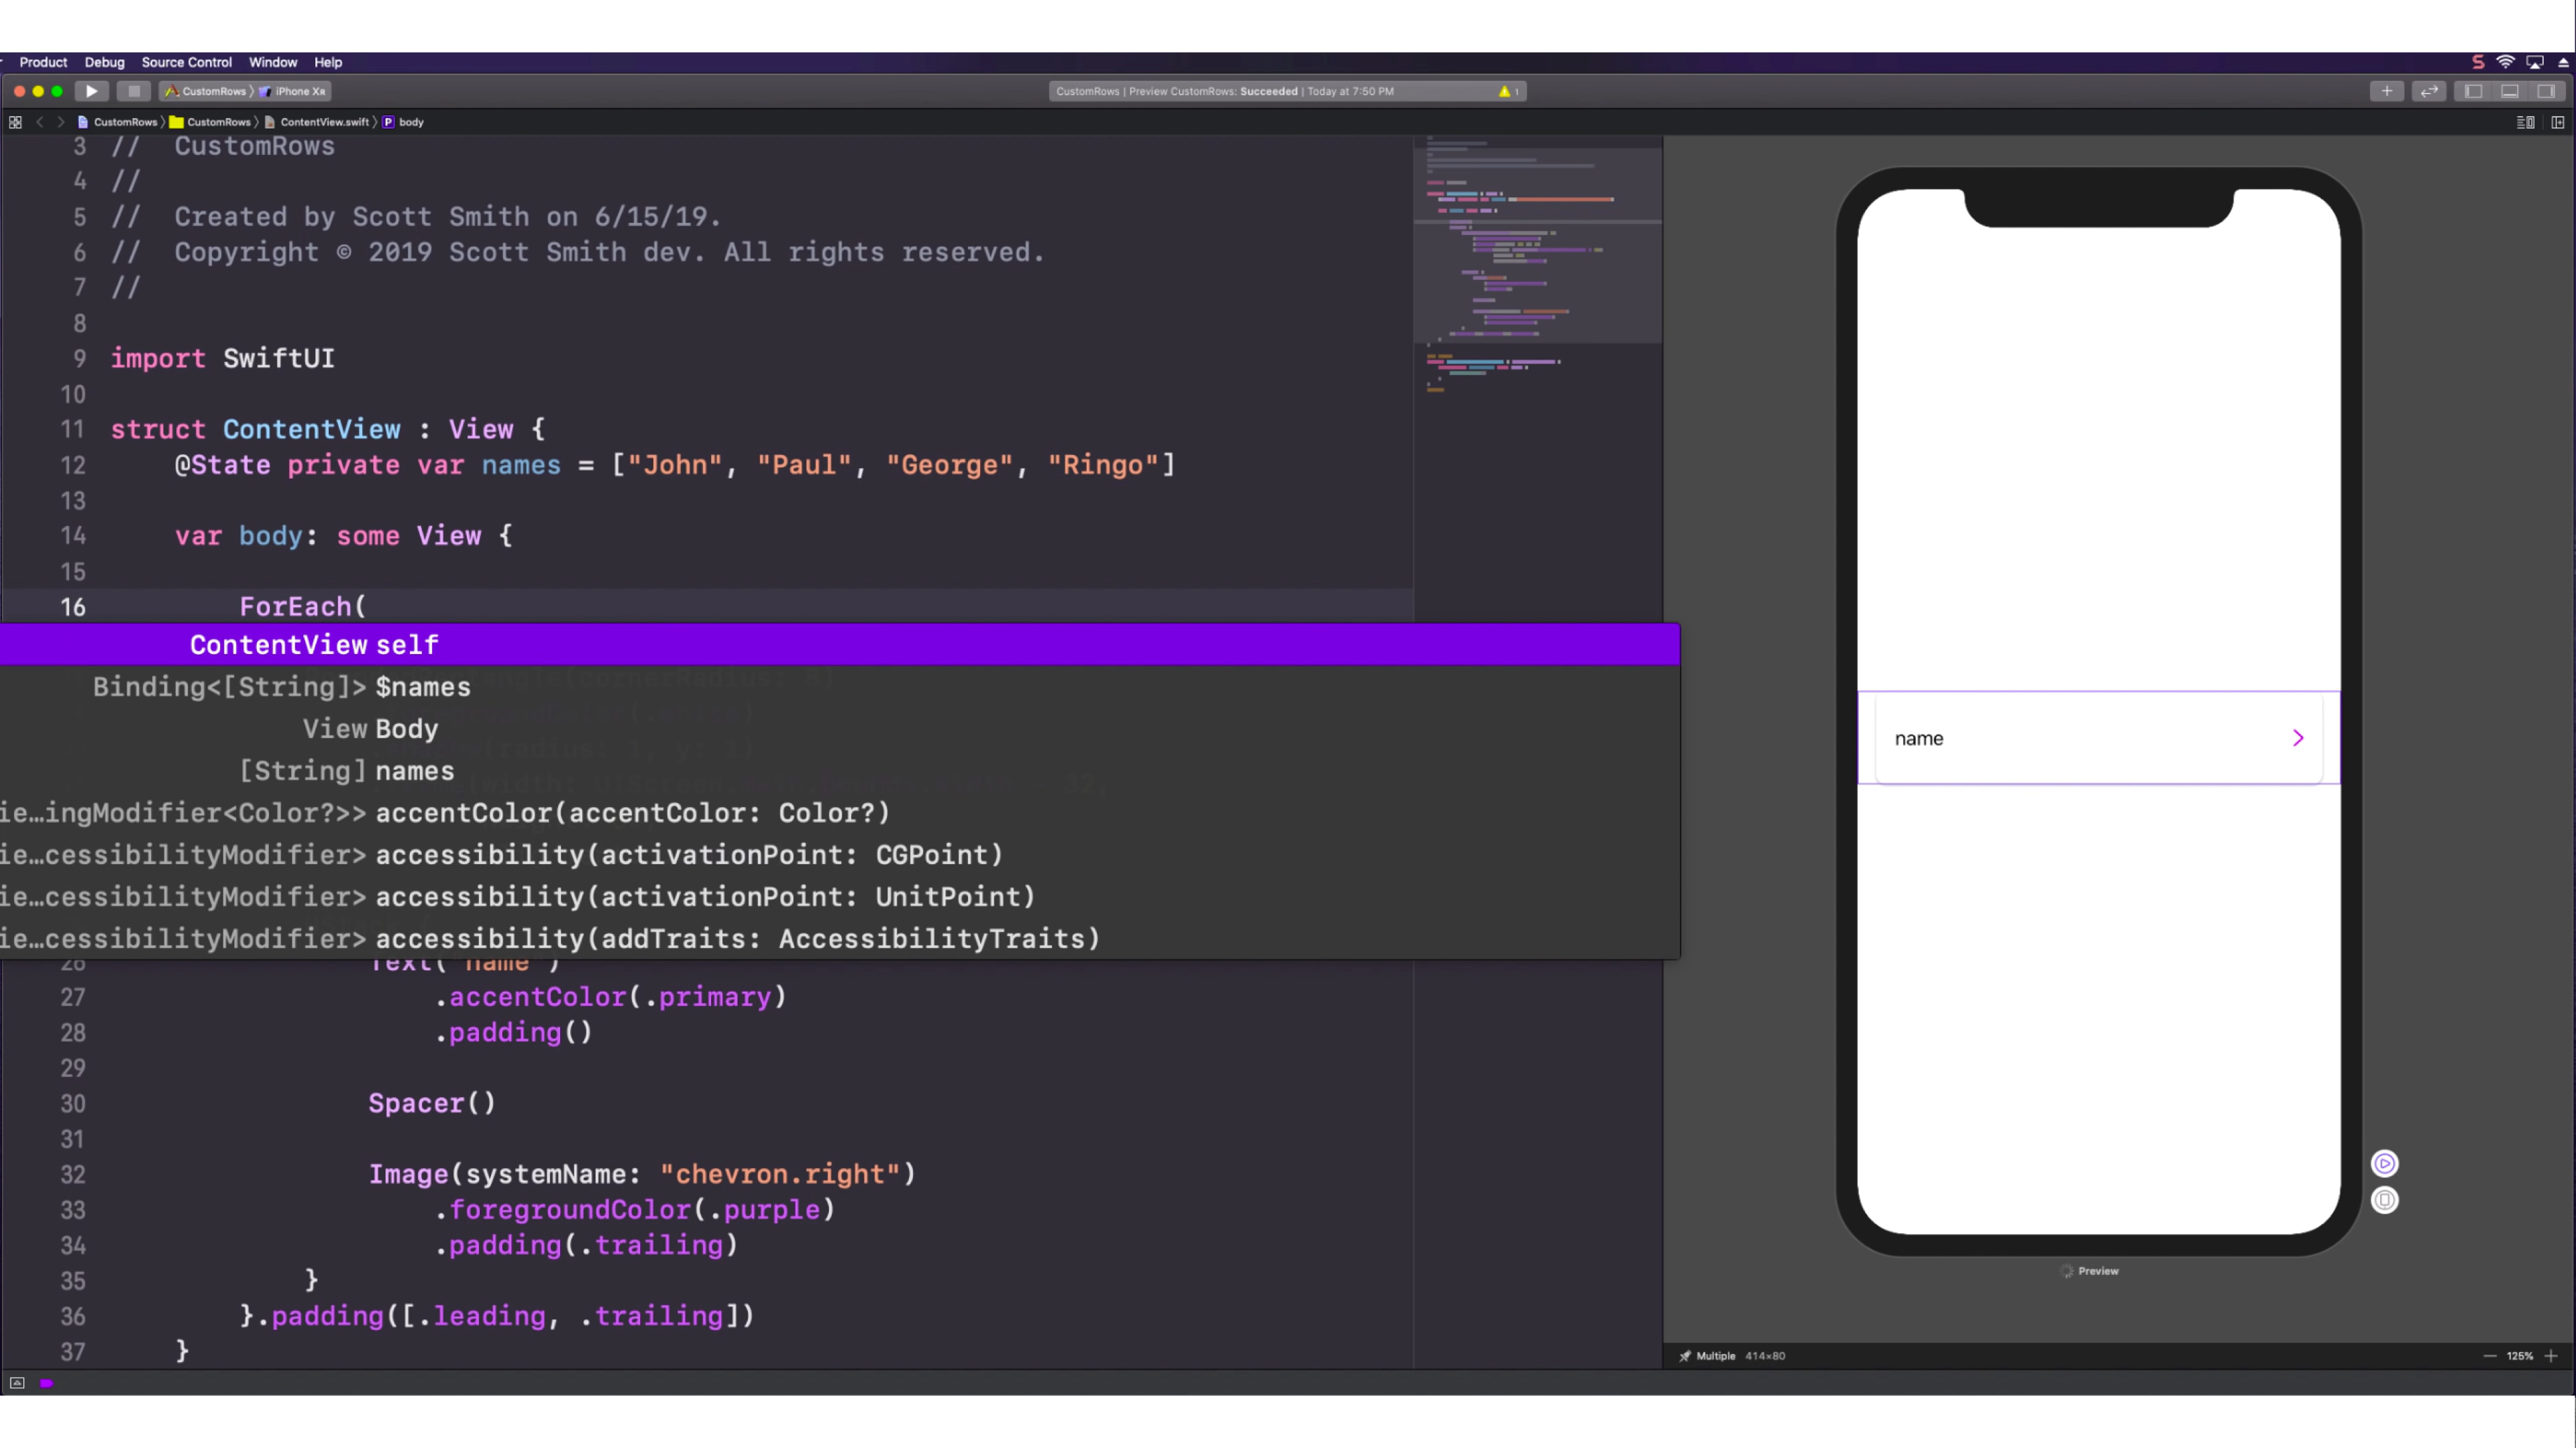 Product Debug Source Control Window Help
CustomRows 〉 iPhone XR
CustomRows | Preview CustomRows: Succeeded | Today at 7:50 PM
1
CustomRows 〉 CustomRows 〉 ContentView.swift 〉 P body
3 //  CustomRows
4 //
5 //  Created by Scott Smith on 6/15/19.
6 //  Copyright © 2019 Scott Smith dev. All rights reserved.
7 //
8
9 import SwiftUI
10
11 struct ContentView : View {
12     @State private var names = ["John", "Paul", "George", "Ringo"]
13
14     var body: some View {
15
16         ForEach(
ContentView self
Binding<[String]> $names
View Body
[String] names
ie…ingModifier<Color?>> accentColor(accentColor: Color?)
ie…cessibilityModifier> accessibility(activationPoint: CGPoint)
ie…cessibilityModifier> accessibility(activationPoint: UnitPoint)
ie…cessibilityModifier> accessibility(addTraits: AccessibilityTraits)
26                 Text("name")
27                     .accentColor(.primary)
28                     .padding()
29
30                 Spacer()
31
32                 Image(systemName: "chevron.right")
33                     .foregroundColor(.purple)
34                     .padding(.trailing)
35             }
36         }.padding([.leading, .trailing])
37     }
name
Preview
Multiple 414×80
125%